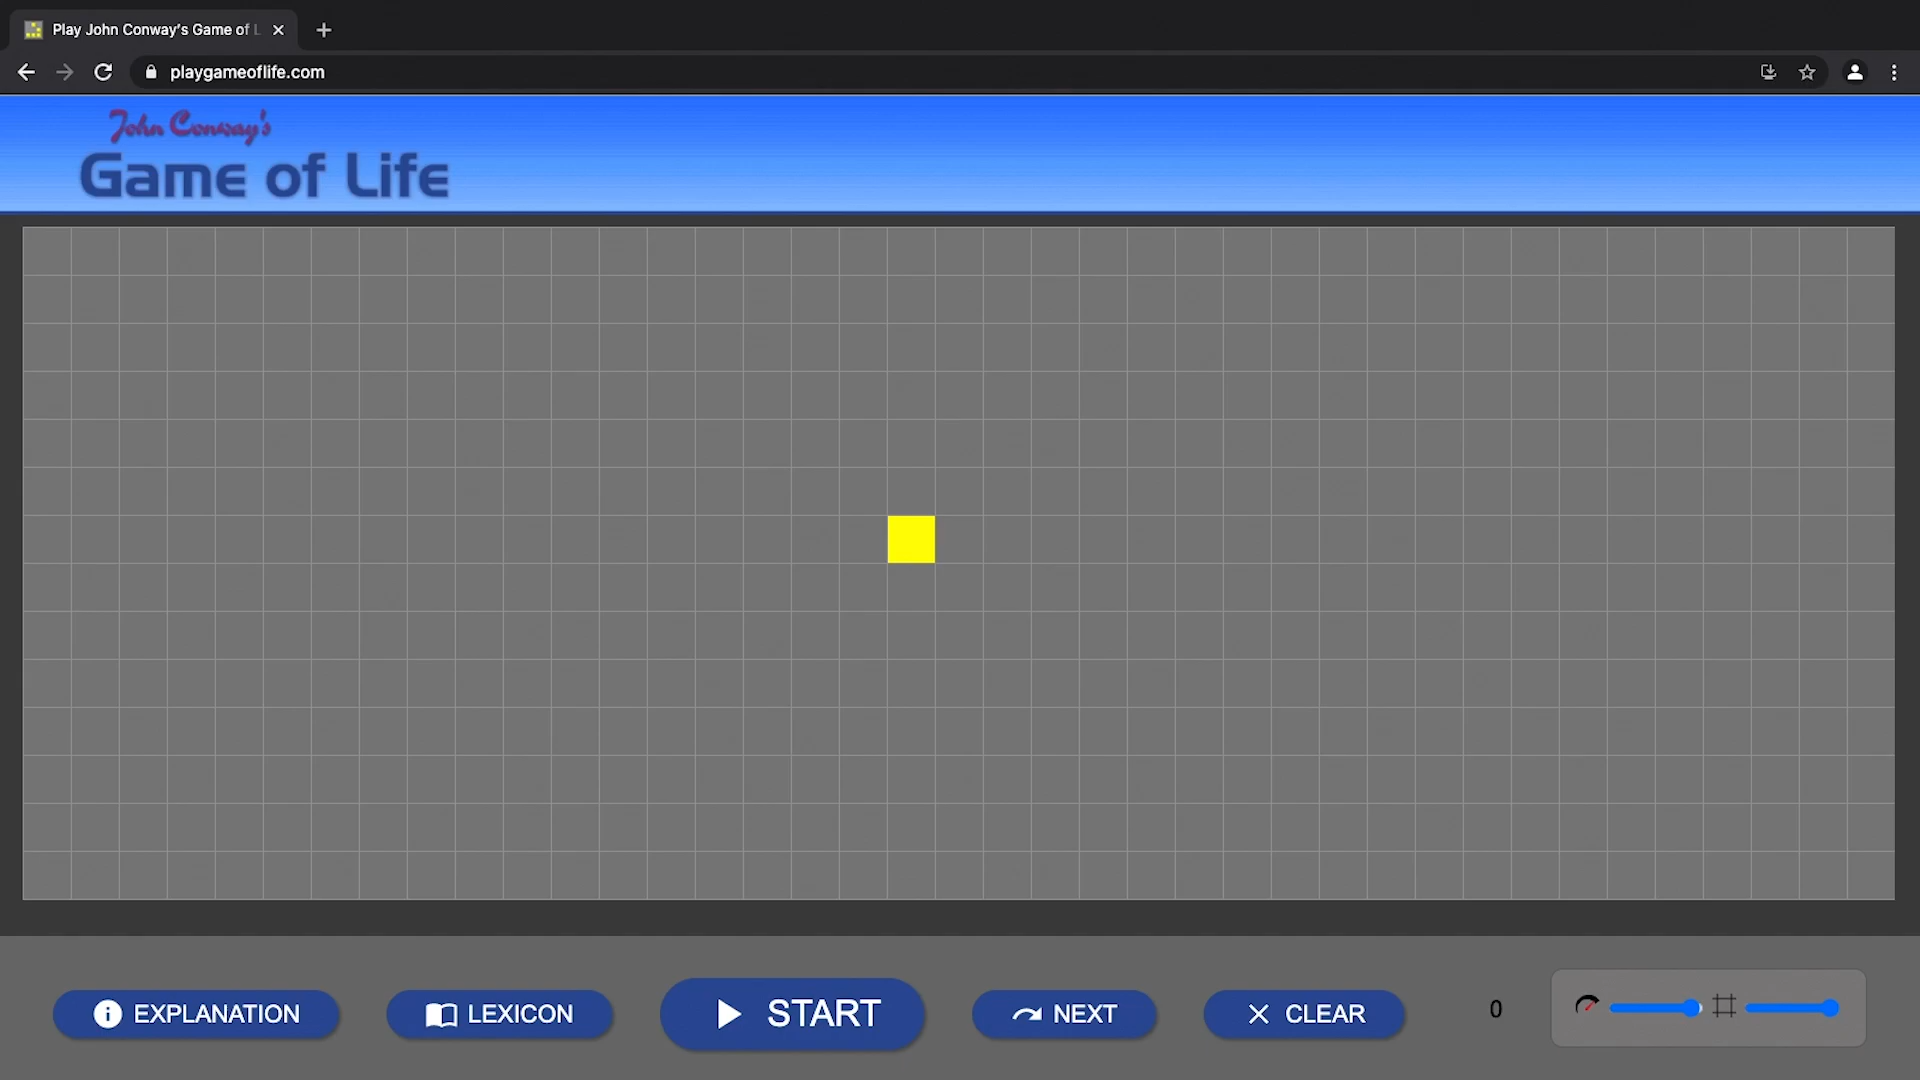 Play John Conway's Game of L
playgameoflife.com
John Conway's
Game of Life
EXPLANATION
LEXICON
START
NEXT
CLEAR
0